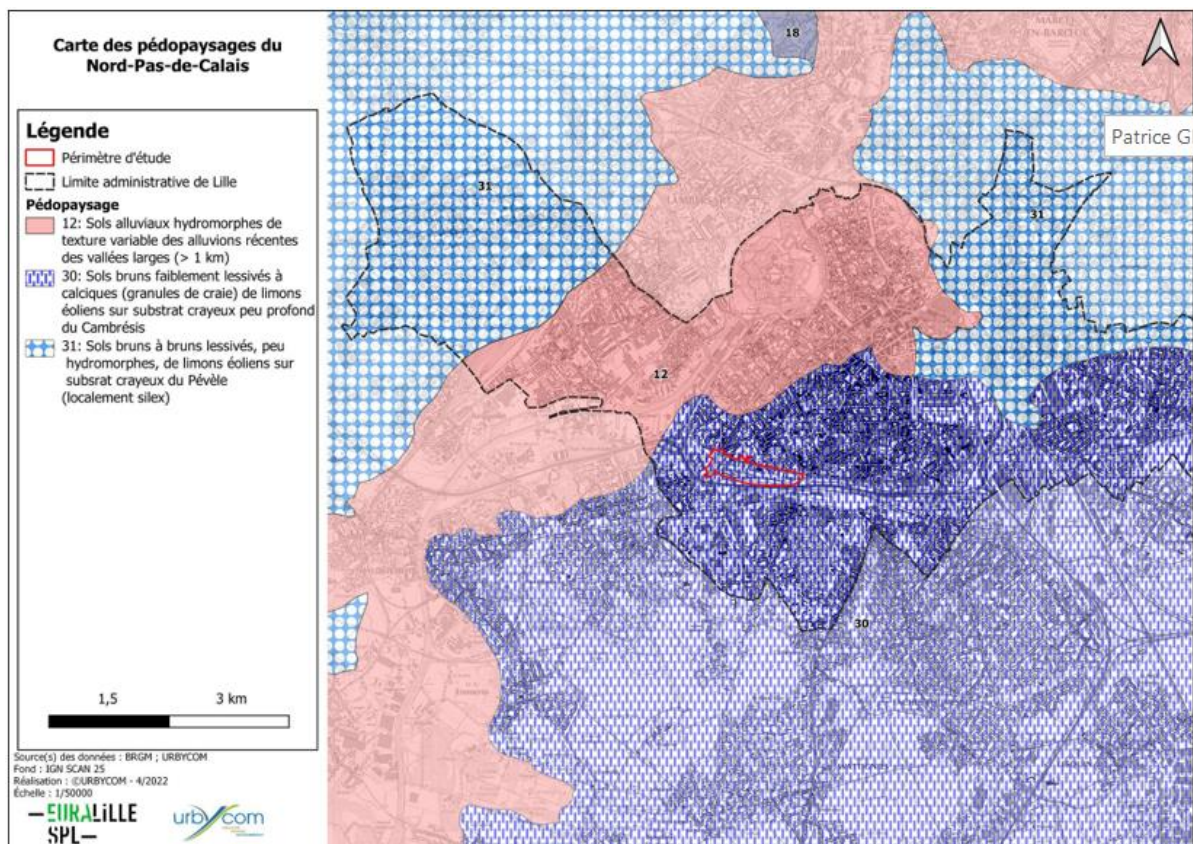 Carte des pédopaysages du
Nord-Pas-de-Calais
Légende
Périmètre d'étude
Limite administrative de Lille
Pédopaysage
12: Sols alluviaux hydromorphes de
texture variable des alluvions récentes
des vallées larges (> 1 km)
30: Sols bruns faiblement lessivés à
calciques (granules de craie) de limons
éoliens sur substrat crayeux peu profond
du Cambrésis
31: Sols bruns à bruns lessivés, peu
hydromorphes, de limons éoliens sur
subsrat crayeux du Pévèle
(localement silex)
1,5 3 km
Source(s) des données : BRGM ; URBYCOM
Fond : IGN SCAN 25
Réalisation : ©URBYCOM - 4/2022
Échelle : 1/50000
EURALILLE
SPL
urbycom
18
Patrice G
31
31
12
30